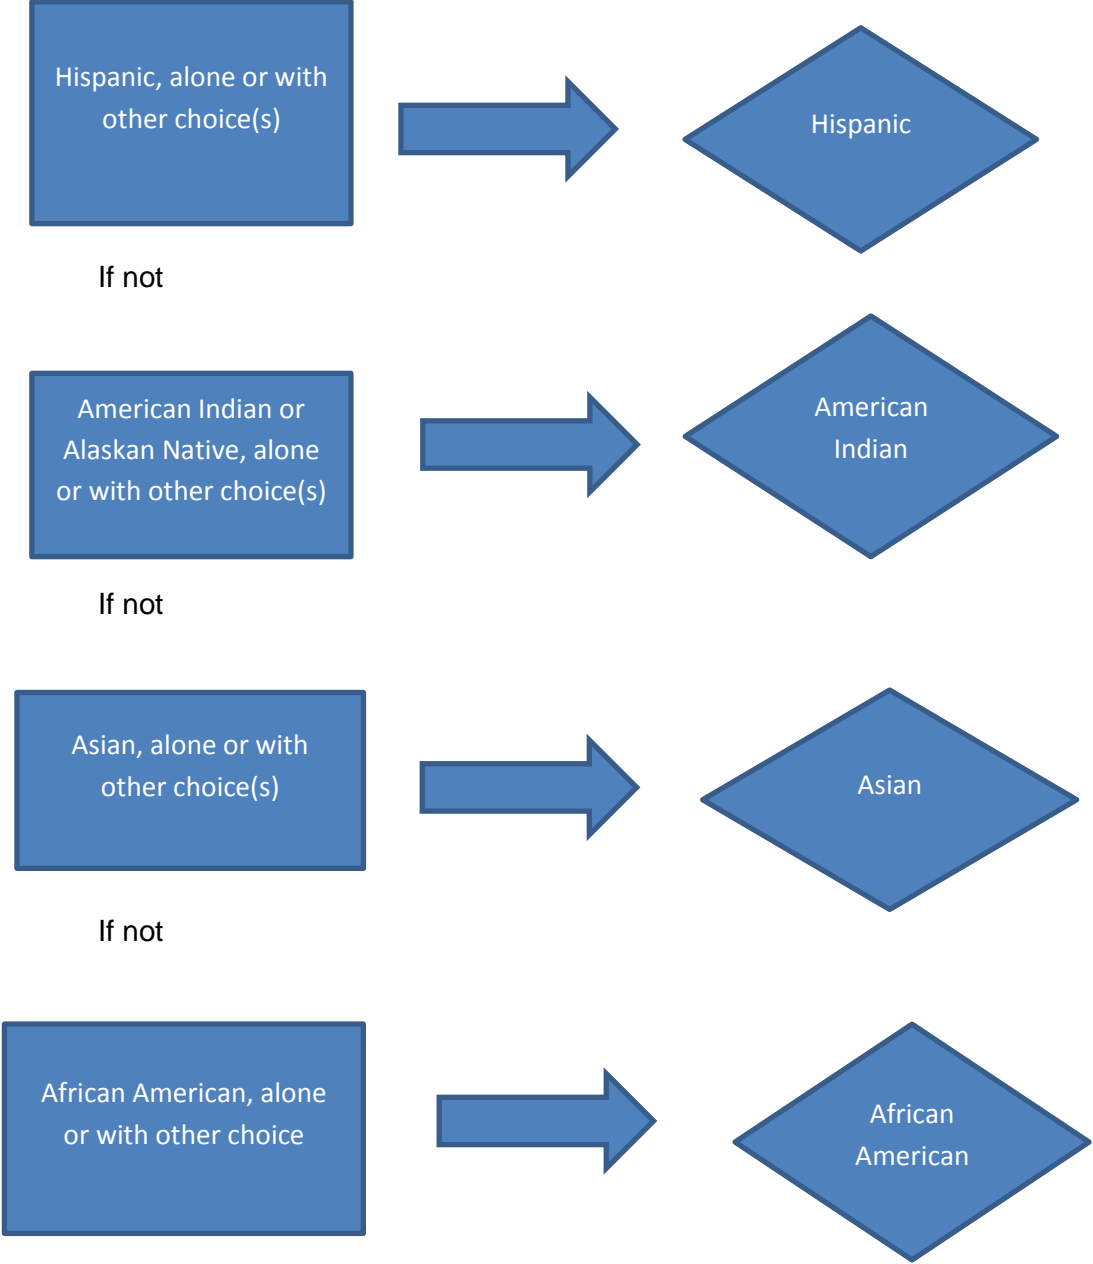 Hispanic, alone or with
other choice(s)
Hispanic
If not
American Indian or
Alaskan Native, alone
or with other choice(s)
American
Indian
If not
Asian, alone or with
other choice(s)
Asian
If not
African American, alone
or with other choice
African
American